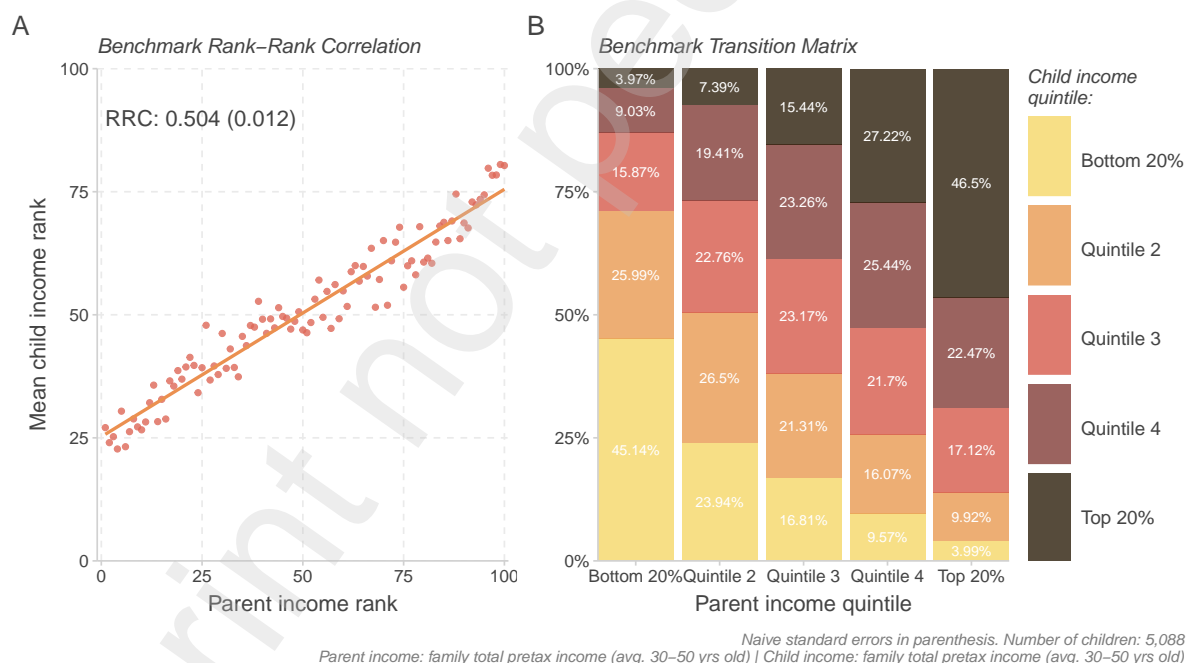 A
Benchmark Rank–Rank Correlation
100
75
50
25
0
Mean child income rank
RRC: 0.504 (0.012)
0 25 50 75 100
Parent income rank
B
Benchmark Transition Matrix
100%
75%
50%
25%
0%
3.97% 7.39% 15.44% 27.22% 46.5%
9.03% 19.41% 23.26% 25.44% 22.47%
15.87% 22.76% 23.17% 21.7% 17.12%
25.99% 26.5% 21.31% 16.07% 9.92%
45.14% 23.94% 16.81% 9.57% 3.99%
Bottom 20% Quintile 2 Quintile 3 Quintile 4 Top 20%
Parent income quintile
Child income
quintile:
Bottom 20%
Quintile 2
Quintile 3
Quintile 4
Top 20%
Naive standard errors in parenthesis. Number of children: 5,088
Parent income: family total pretax income (avg. 30–50 yrs old) | Child income: family total pretax income (avg. 30–50 yrs old)
rint not pee